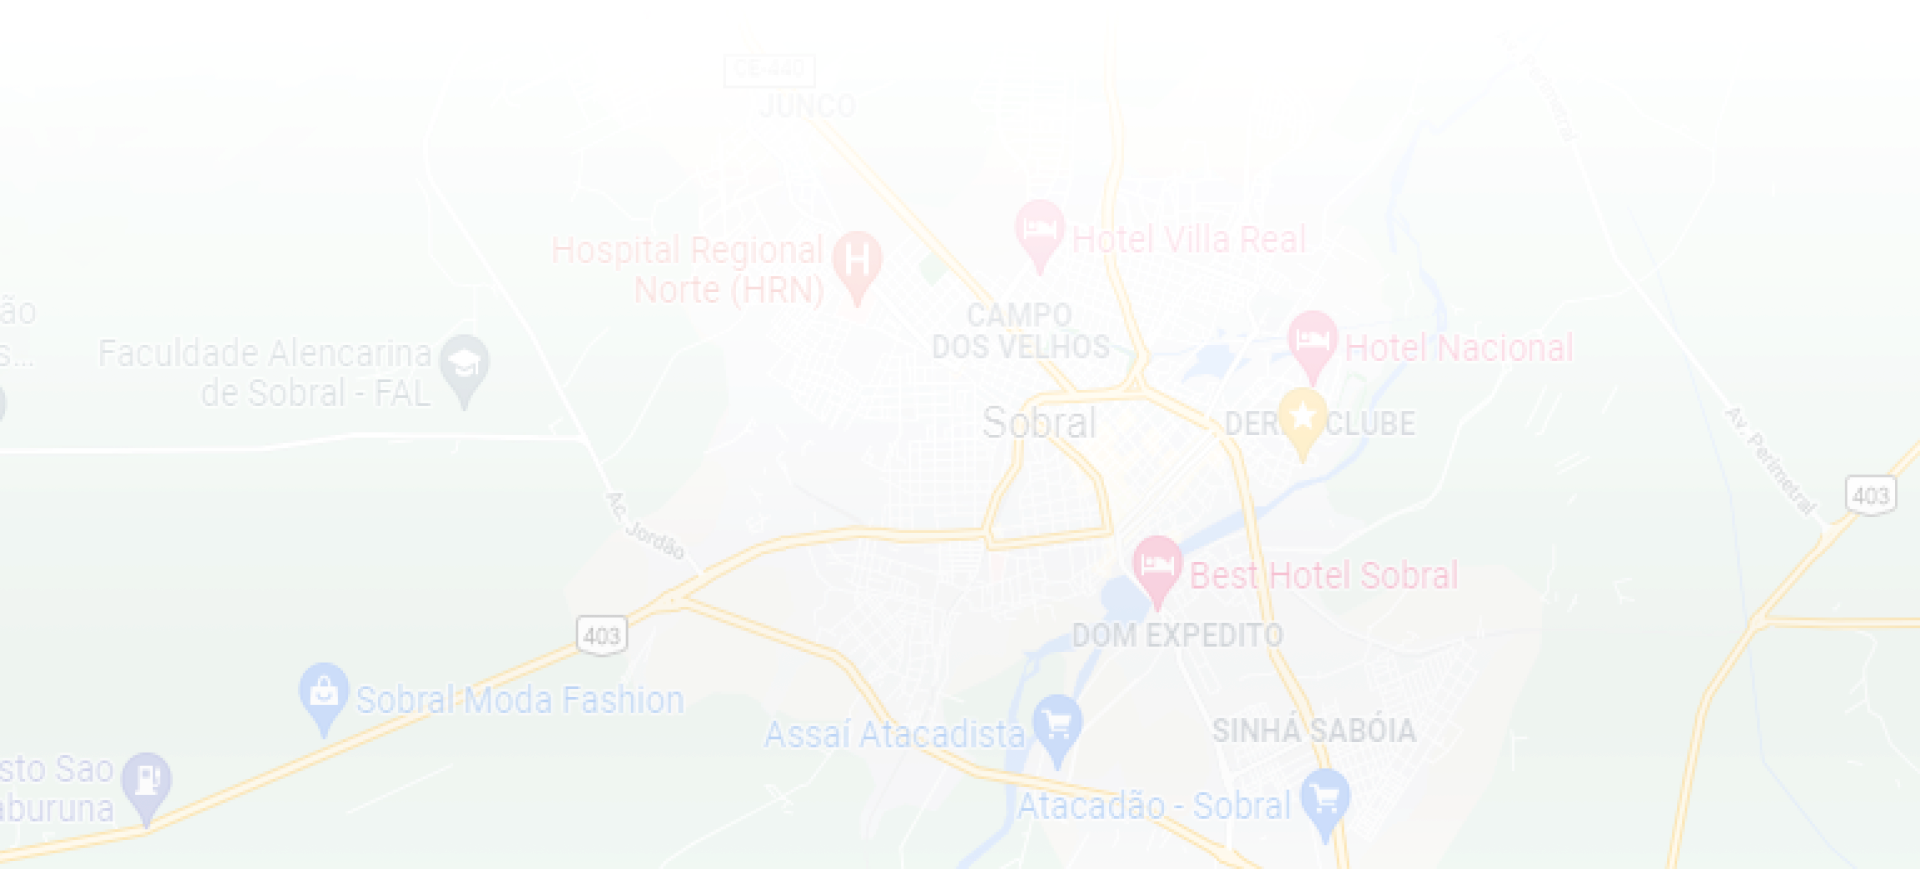 CE-440
JUNCO
Av. Perimetral
Hotel Villa Real
Hospital Regional
Norte (HRN)
CAMPO
DOS VELHOS
ão
s...
Hotel Nacional
Faculdade Alencarina
de Sobral - FAL
Sobral
CLUBE
Av. Perimetral
403
Ac. Jordão
Best Hotel Sobral
403
DOM EXPEDITO
Sobral Moda Fashion
Assaí Atacadista
SINHÁ SABÓIA
sto Sao
aburuna
Atacadão - Sobral